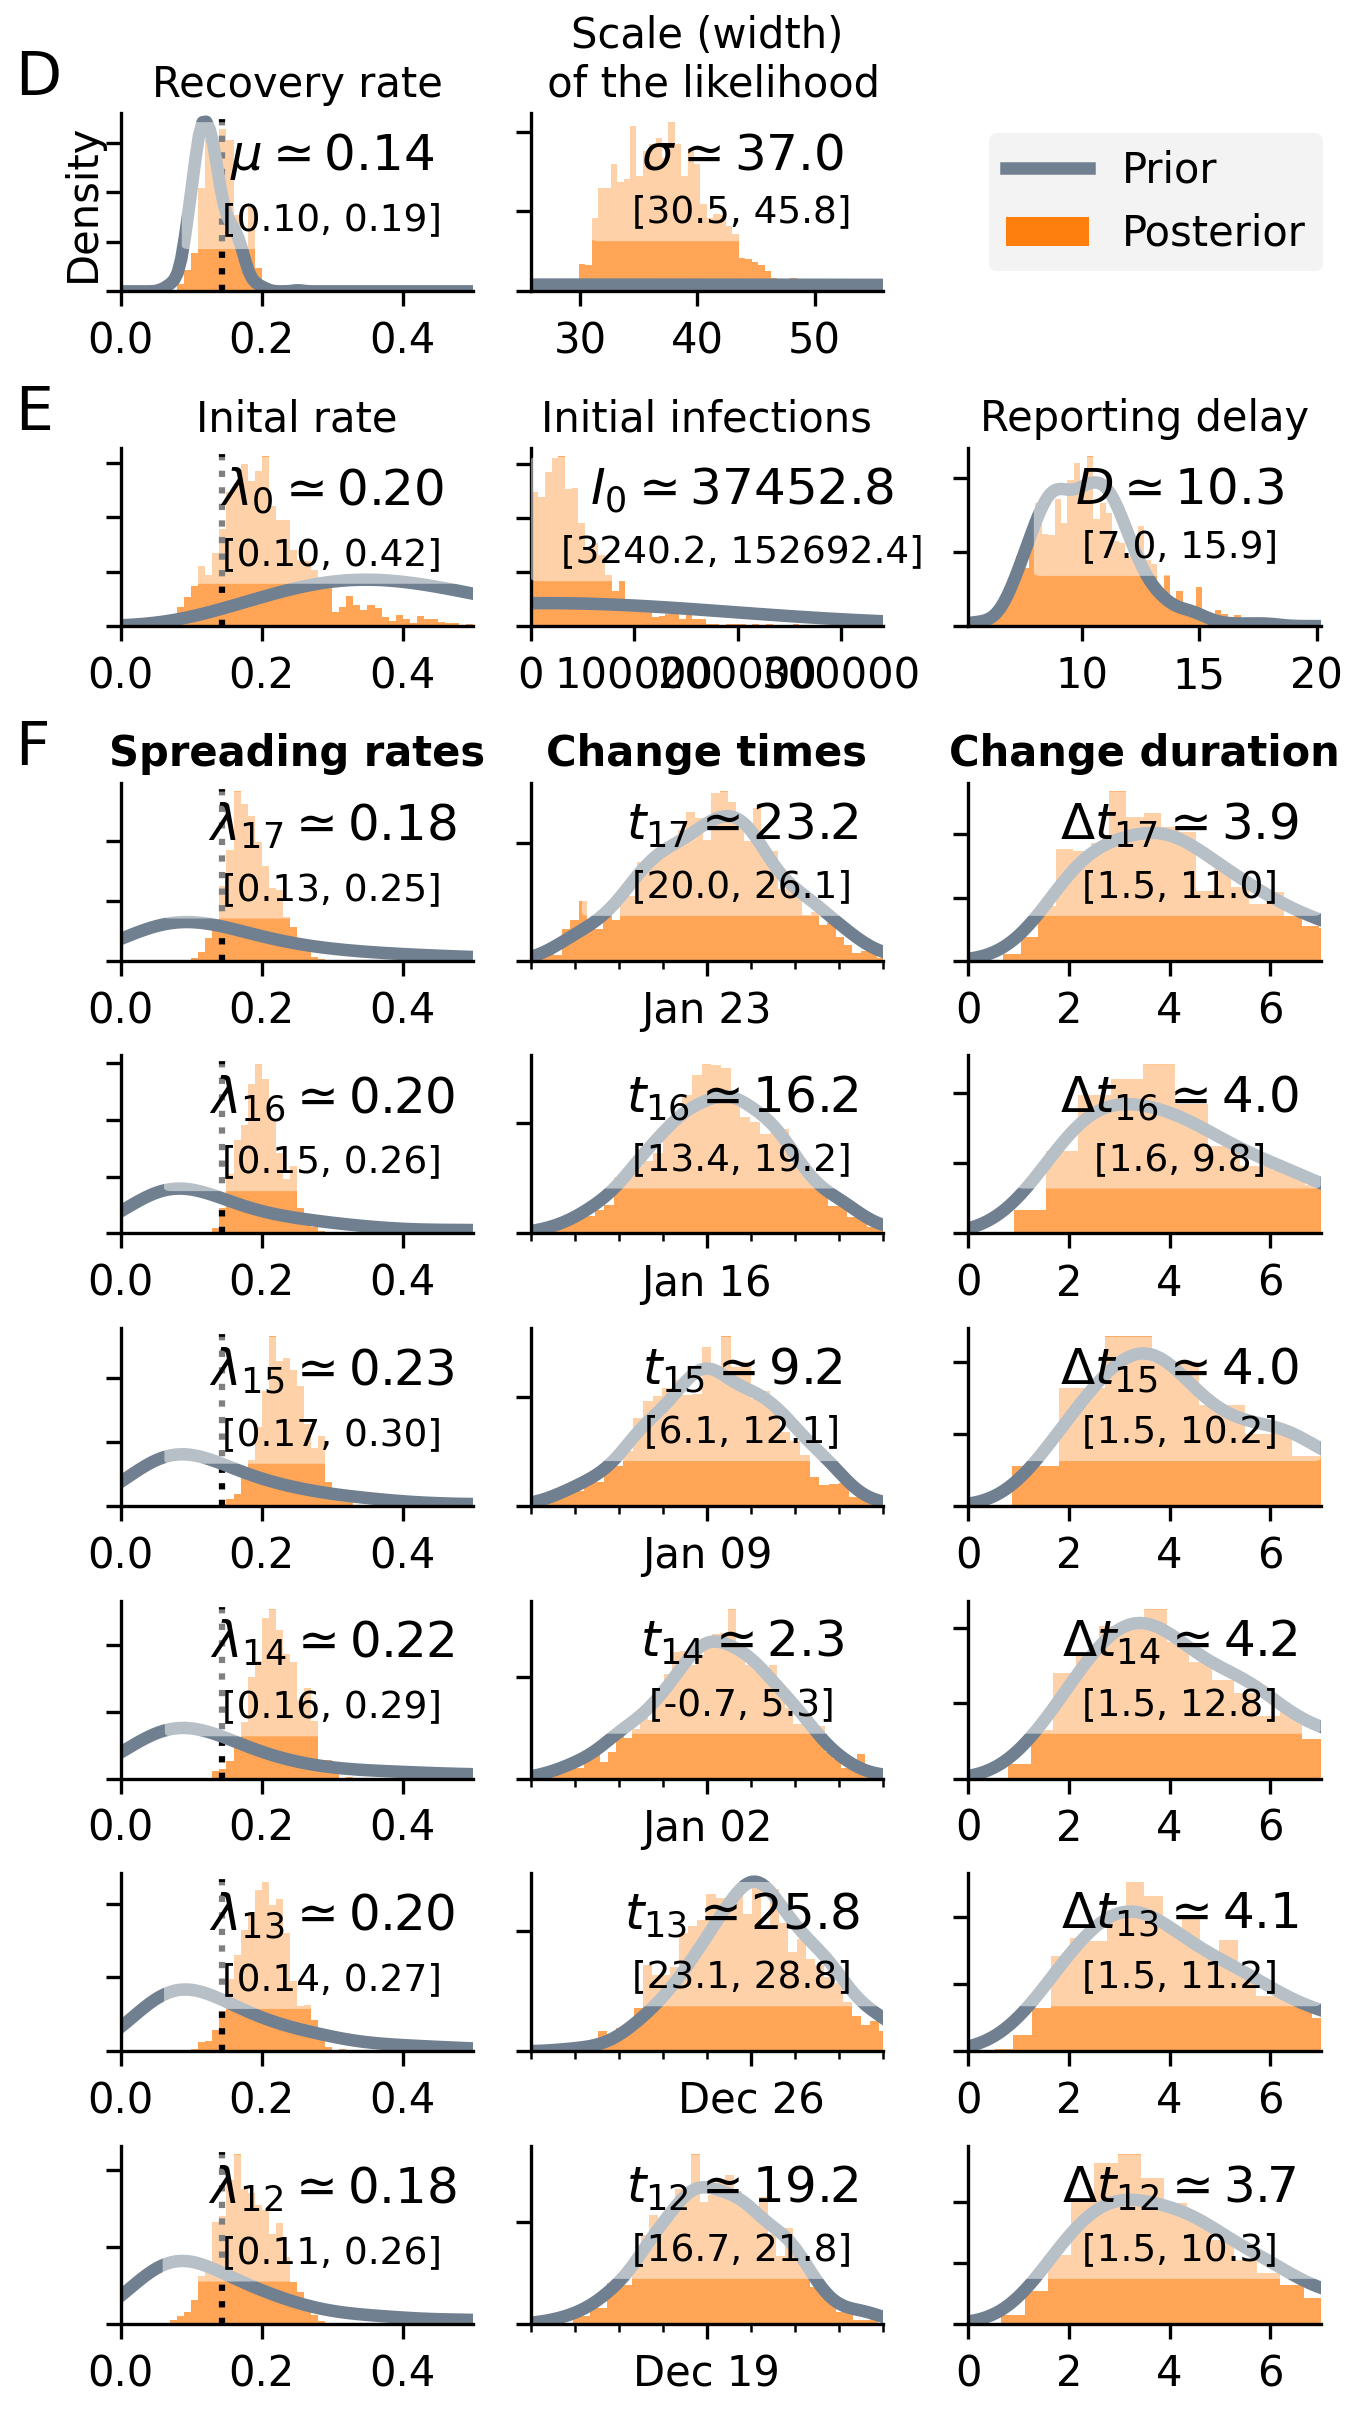 D
Recovery rate
Scale (width)
of the likelihood
Density
μ ≃ 0.14
[0.10, 0.19]
σ ≃ 37.0
[30.5, 45.8]
Prior
Posterior
0.0 0.2 0.4
30 40 50
E
Inital rate
Initial infections
Reporting delay
λ₀ ≃ 0.20
[0.10, 0.42]
I₀ ≃ 37452.8
[3240.2, 152692.4]
D ≃ 10.3
[7.0, 15.9]
0.0 0.2 0.4
0 100000 200000 300000
10 15 20
F
Spreading rates
Change times
Change duration
λ₁₇ ≃ 0.18
[0.13, 0.25]
t₁₇ ≃ 23.2
[20.0, 26.1]
Δt₁₇ ≃ 3.9
[1.5, 11.0]
0.0 0.2 0.4
Jan 23
0 2 4 6
λ₁₆ ≃ 0.20
[0.15, 0.26]
t₁₆ ≃ 16.2
[13.4, 19.2]
Δt₁₆ ≃ 4.0
[1.6, 9.8]
0.0 0.2 0.4
Jan 16
0 2 4 6
λ₁₅ ≃ 0.23
[0.17, 0.30]
t₁₅ ≃ 9.2
[6.1, 12.1]
Δt₁₅ ≃ 4.0
[1.5, 10.2]
0.0 0.2 0.4
Jan 09
0 2 4 6
λ₁₄ ≃ 0.22
[0.16, 0.29]
t₁₄ ≃ 2.3
[-0.7, 5.3]
Δt₁₄ ≃ 4.2
[1.5, 12.8]
0.0 0.2 0.4
Jan 02
0 2 4 6
λ₁₃ ≃ 0.20
[0.14, 0.27]
t₁₃ ≃ 25.8
[23.1, 28.8]
Δt₁₃ ≃ 4.1
[1.5, 11.2]
0.0 0.2 0.4
Dec 26
0 2 4 6
λ₁₂ ≃ 0.18
[0.11, 0.26]
t₁₂ ≃ 19.2
[16.7, 21.8]
Δt₁₂ ≃ 3.7
[1.5, 10.3]
0.0 0.2 0.4
Dec 19
0 2 4 6